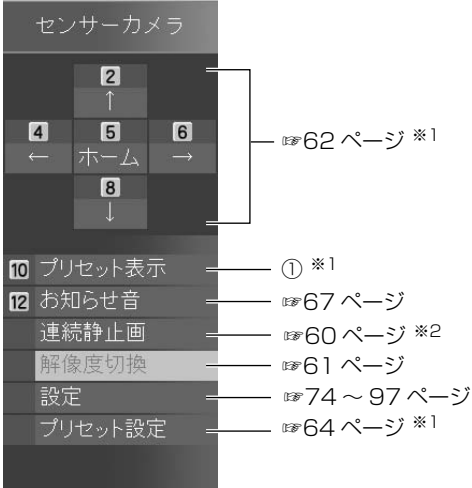 センサーカメラ
2
↑
4 5 6
← ホーム →
8
↓
☞62 ページ ※1
10 プリセット表示 ① ※1
12 お知らせ音 ☞67 ページ
連続静止画 ☞60 ページ ※2
解像度切換 ☞61 ページ
設定 ☞74 ～ 97 ページ
プリセット設定 ☞64 ページ ※1